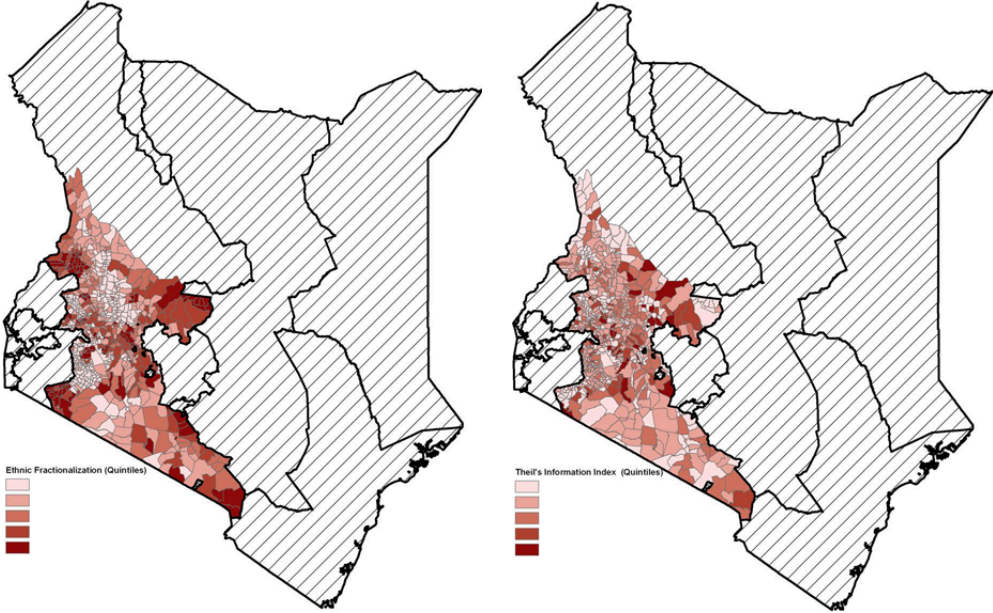 Ethnic Fractionalization (Quintiles)
Theil's Information Index (Quintiles)